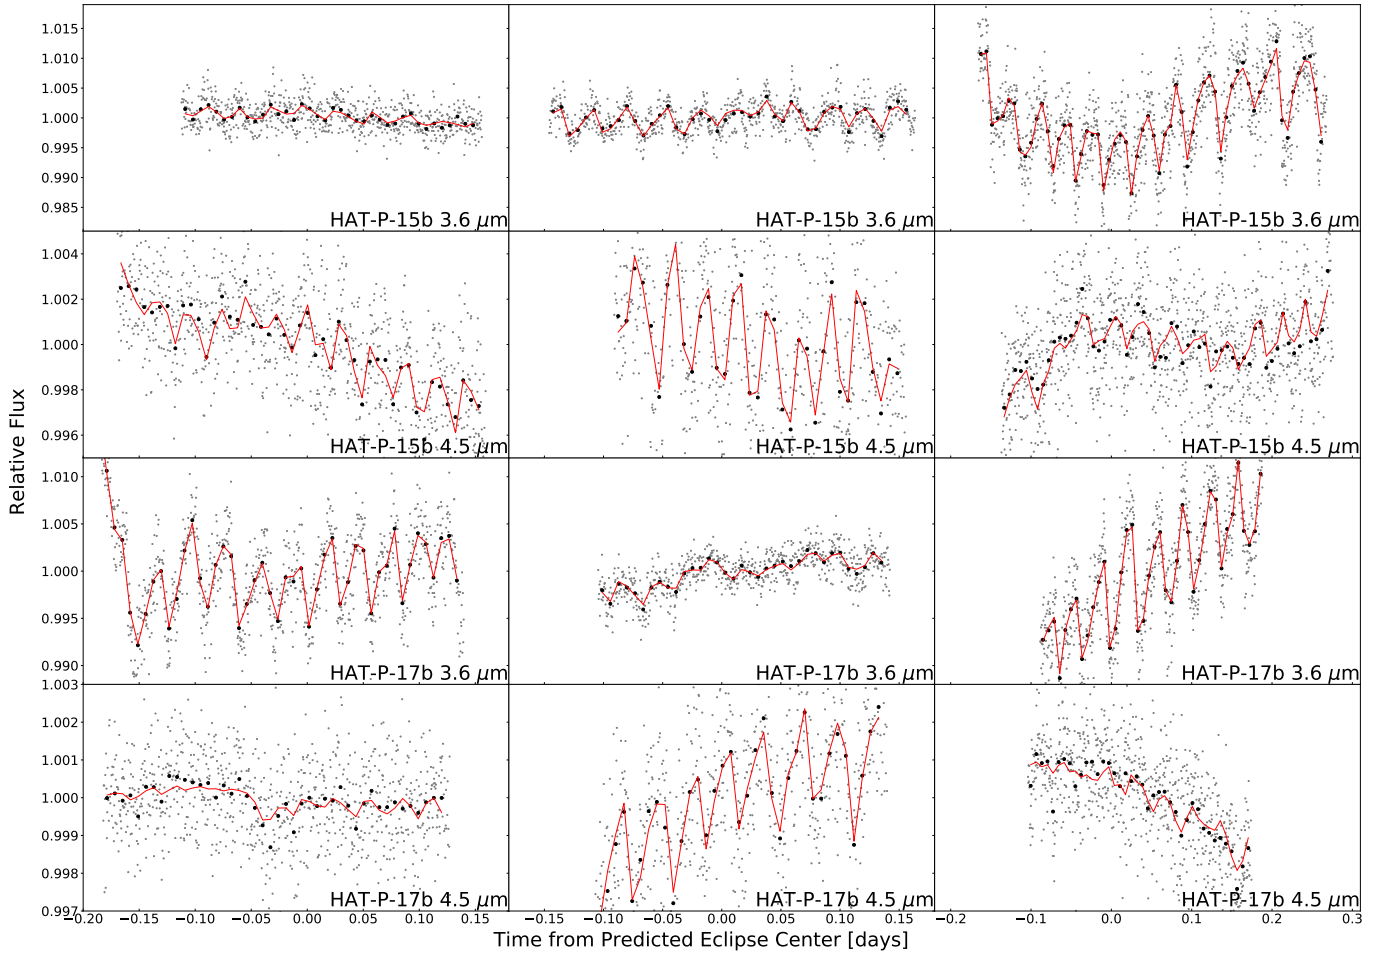 1.015
1.010
1.005
1.000
0.995
0.990
0.985
HAT-P-15b 3.6 μm
HAT-P-15b 3.6 μm
HAT-P-15b 3.6 μm
1.004
1.002
1.000
0.998
0.996
HAT-P-15b 4.5 μm
HAT-P-15b 4.5 μm
HAT-P-15b 4.5 μm
Relative Flux
1.010
1.005
1.000
0.995
0.990
HAT-P-17b 3.6 μm
HAT-P-17b 3.6 μm
HAT-P-17b 3.6 μm
1.003
1.002
1.001
1.000
0.999
0.998
0.997
HAT-P-17b 4.5 μm
HAT-P-17b 4.5 μm
HAT-P-17b 4.5 μm
−0.20 −0.15 −0.10 −0.05 0.00 0.05 0.10 0.15
−0.15 −0.10 −0.05 0.00 0.05 0.10 0.15
−0.2 −0.1 0.0 0.1 0.2 0.3
Time from Predicted Eclipse Center [days]